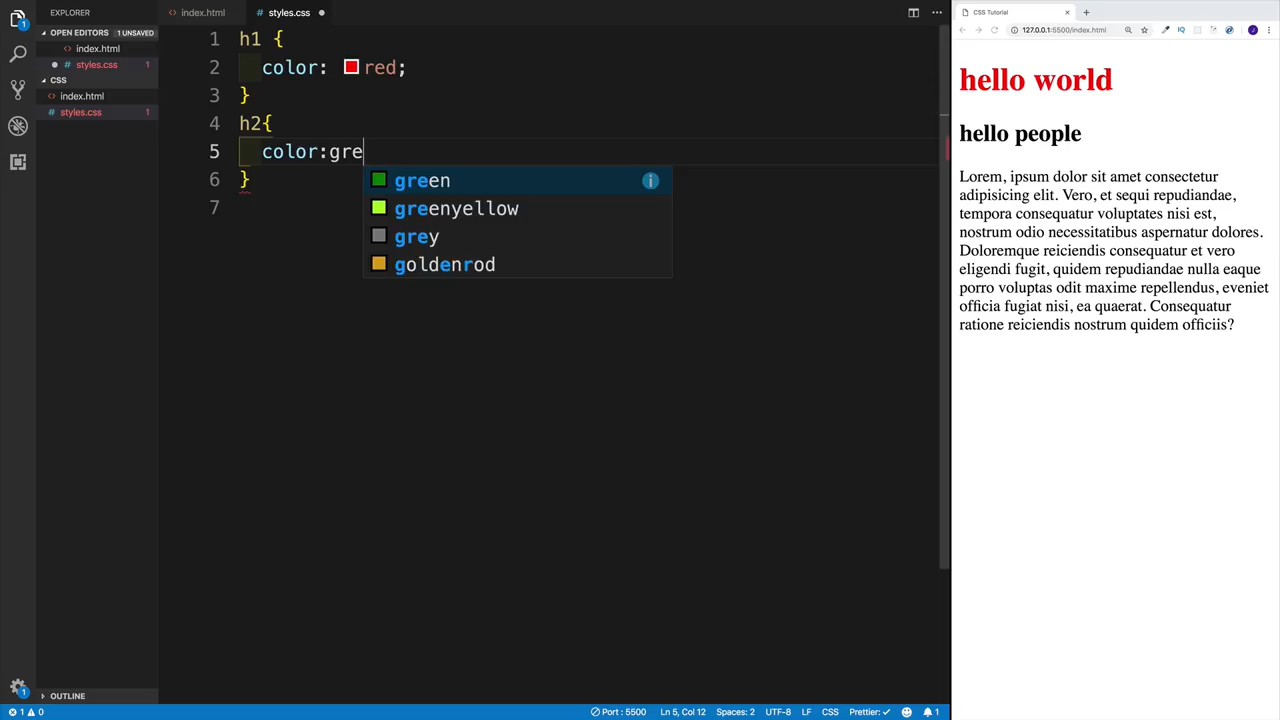 EXPLORER
OPEN EDITORS 1 UNSAVED
index.html
styles.css 1
CSS
index.html
styles.css 1
OUTLINE
index.html
styles.css
1 h1 {
2 color: red;
3 }
4 h2{
5 color:gre
6 }
7
green
greenyellow
grey
goldenrod
1 0
Port : 5500
Ln 5, Col 12
Spaces: 2
UTF-8
LF
CSS
Prettier:
1
CSS Tutorial
127.0.0.1:5500/index.html
IQ
J
hello world
hello people
Lorem, ipsum dolor sit amet consectetur
adipisicing elit. Vero, et sequi repudiandae,
tempora consequatur voluptates nisi est,
nostrum odio necessitatibus aspernatur dolores.
Doloremque reiciendis consequatur et vero
eligendi fugit, quidem repudiandae nulla eaque
porro voluptas odit maxime repellendus, eveniet
officia fugiat nisi, ea quaerat. Consequatur
ratione reiciendis nostrum quidem officiis?